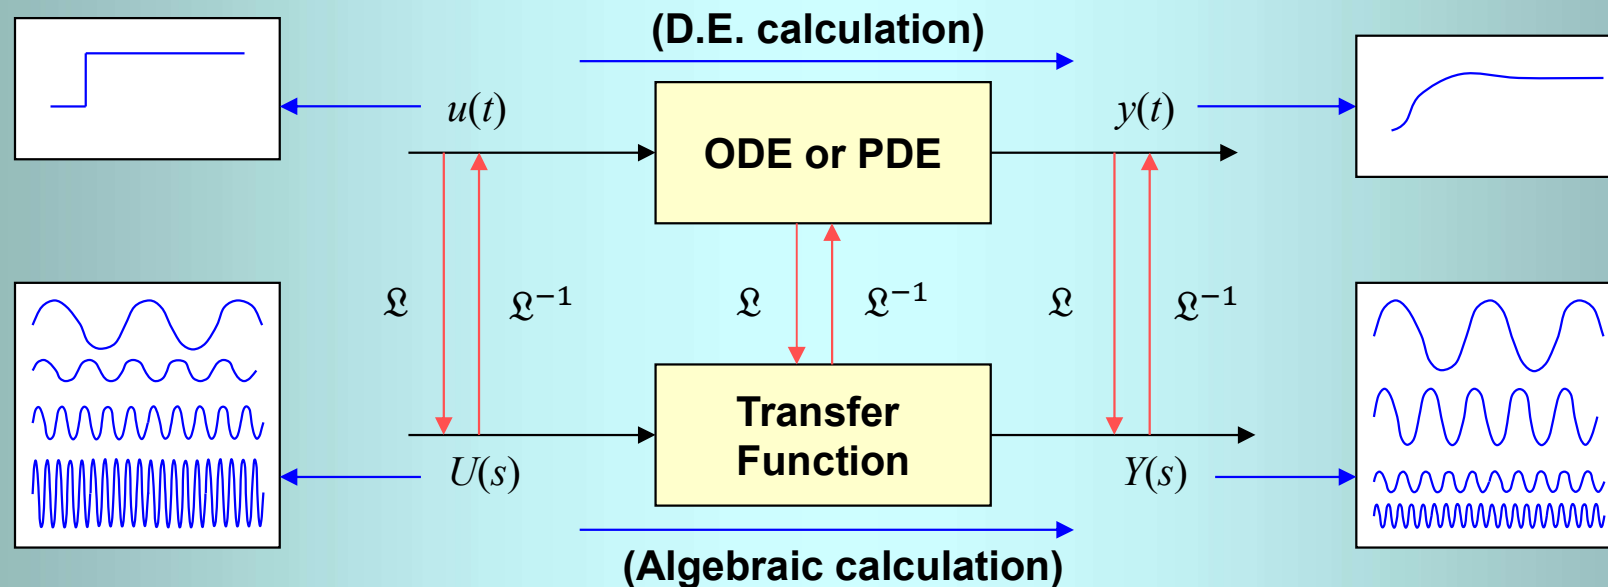 (D.E. calculation)
u(t)
ODE or PDE
y(t)
𝔏
𝔏⁻¹
𝔏
𝔏⁻¹
𝔏
𝔏⁻¹
Transfer
Function
U(s)
Y(s)
(Algebraic calculation)